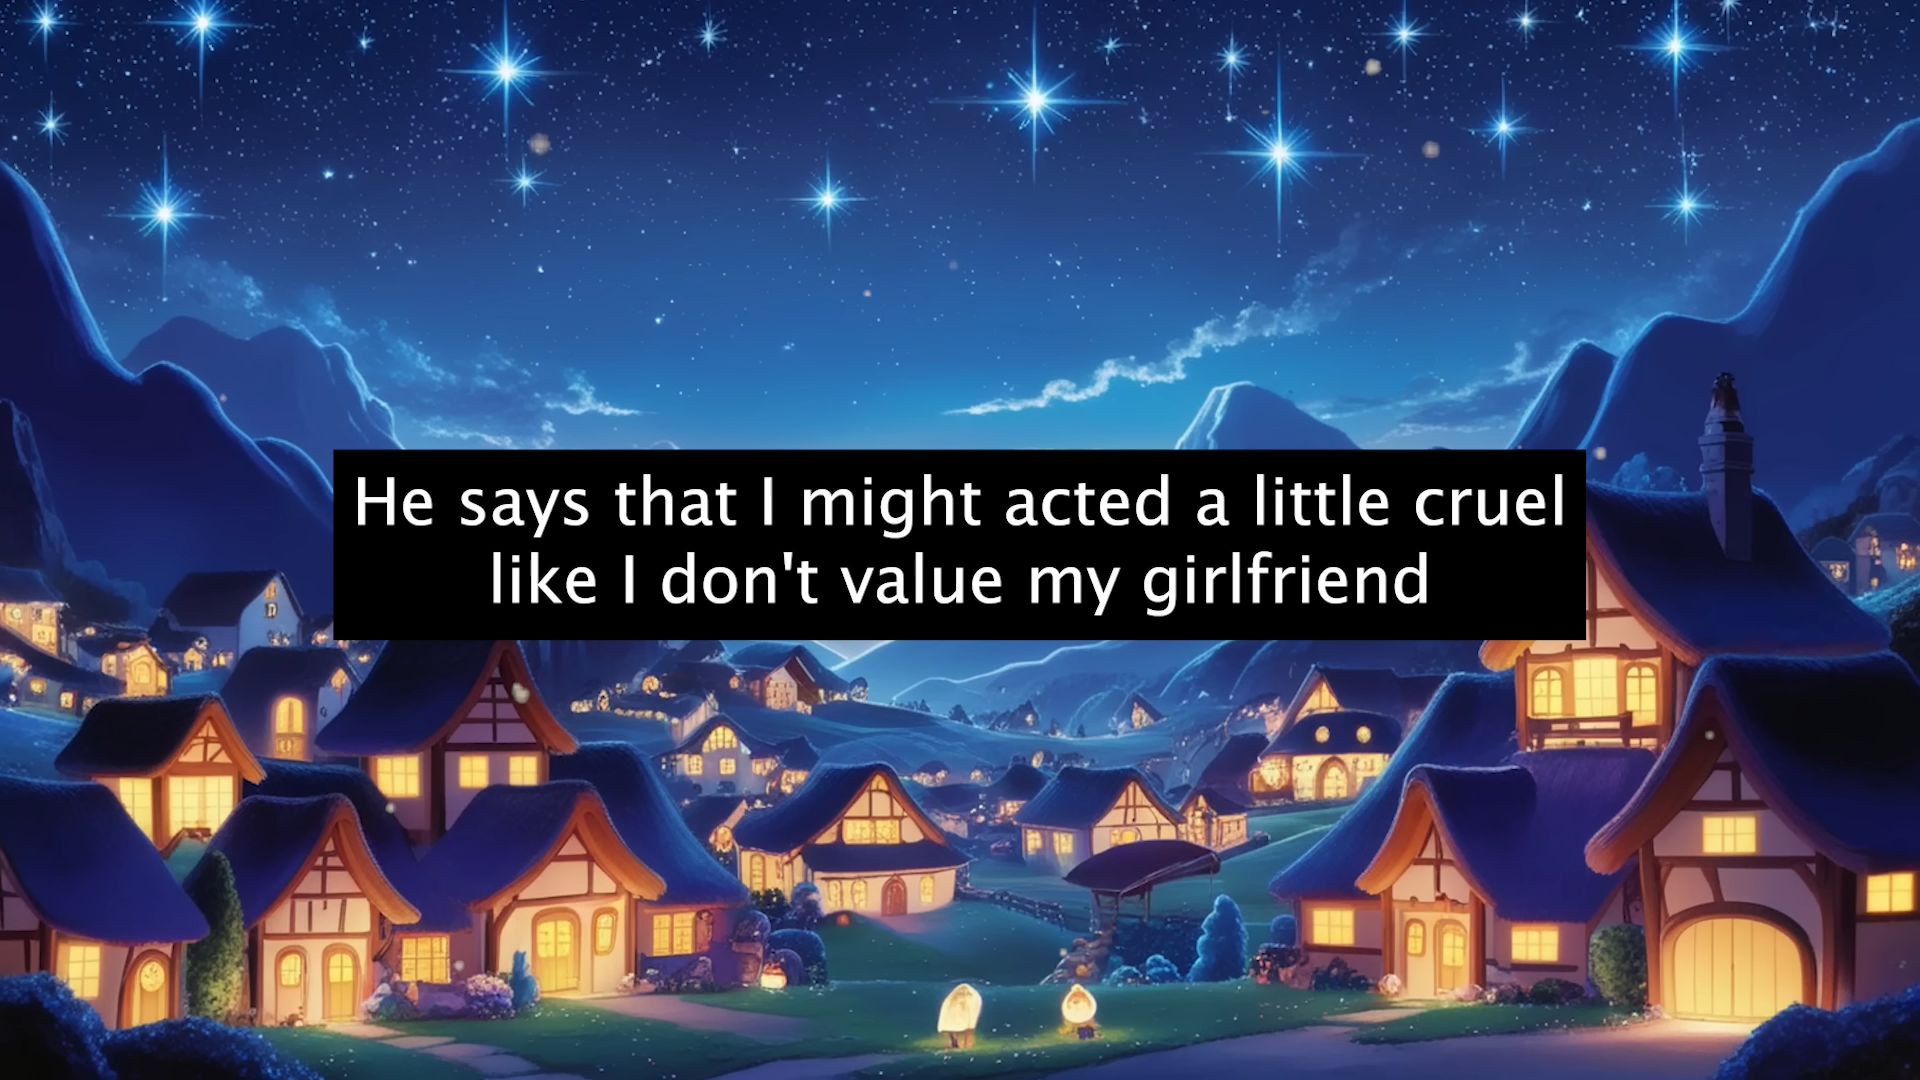 He says that I might acted a little cruel
like I don't value my girlfriend